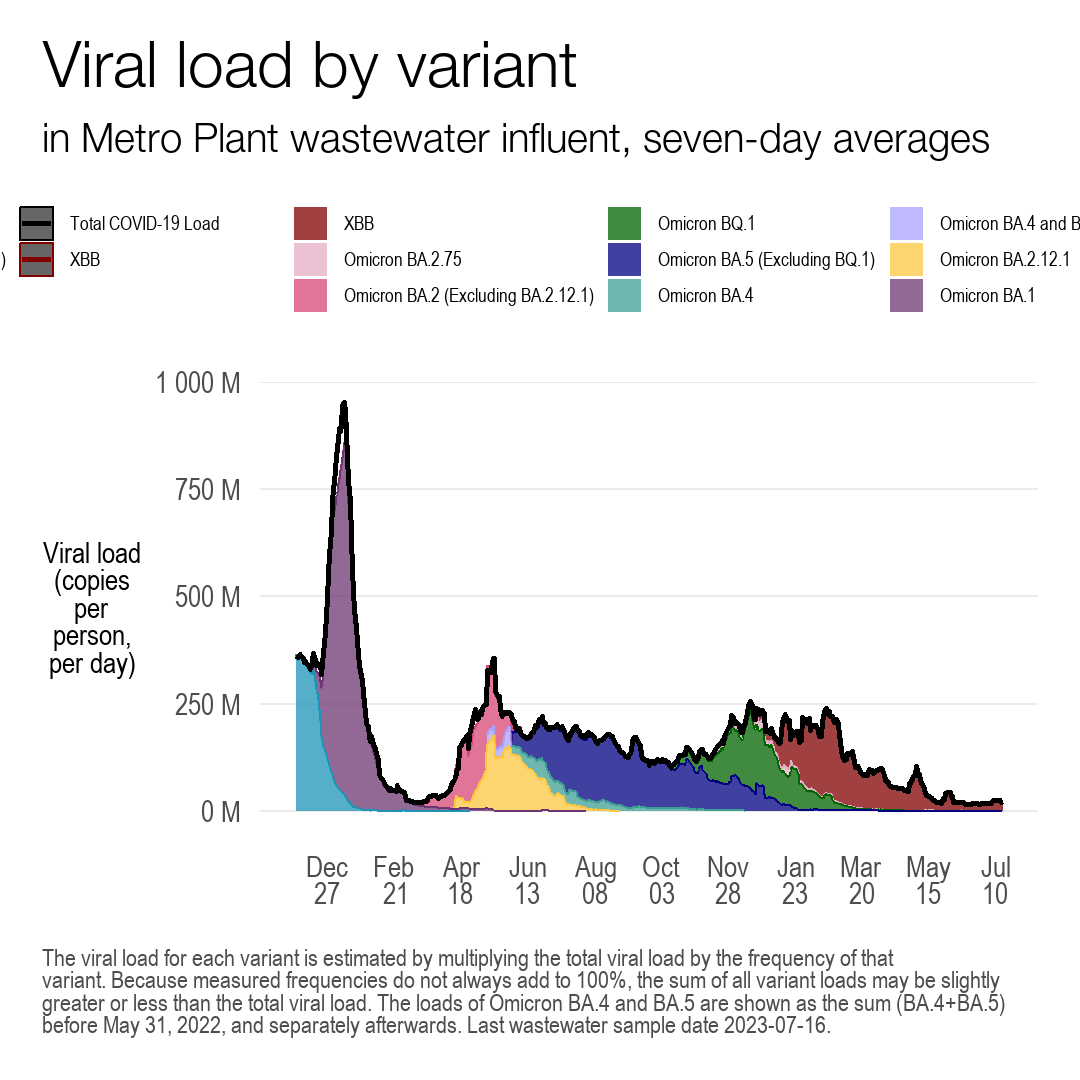 Viral load by variant
in Metro Plant wastewater influent, seven-day averages
Total COVID-19 Load
XBB
Omicron BQ.1
Omicron BA.4 and B
)
XBB
Omicron BA.2.75
Omicron BA.5 (Excluding BQ.1)
Omicron BA.2.12.1
Omicron BA.2 (Excluding BA.2.12.1)
Omicron BA.4
Omicron BA.1
1 000 M
750 M
500 M
250 M
0 M
Viral load
(copies
per
person,
per day)
Dec Feb Apr Jun Aug Oct Nov Jan Mar May Jul
27 21 18 13 08 03 28 23 20 15 10
The viral load for each variant is estimated by multiplying the total viral load by the frequency of that
variant. Because measured frequencies do not always add to 100%, the sum of all variant loads may be slightly
greater or less than the total viral load. The loads of Omicron BA.4 and BA.5 are shown as the sum (BA.4+BA.5)
before May 31, 2022, and separately afterwards. Last wastewater sample date 2023-07-16.